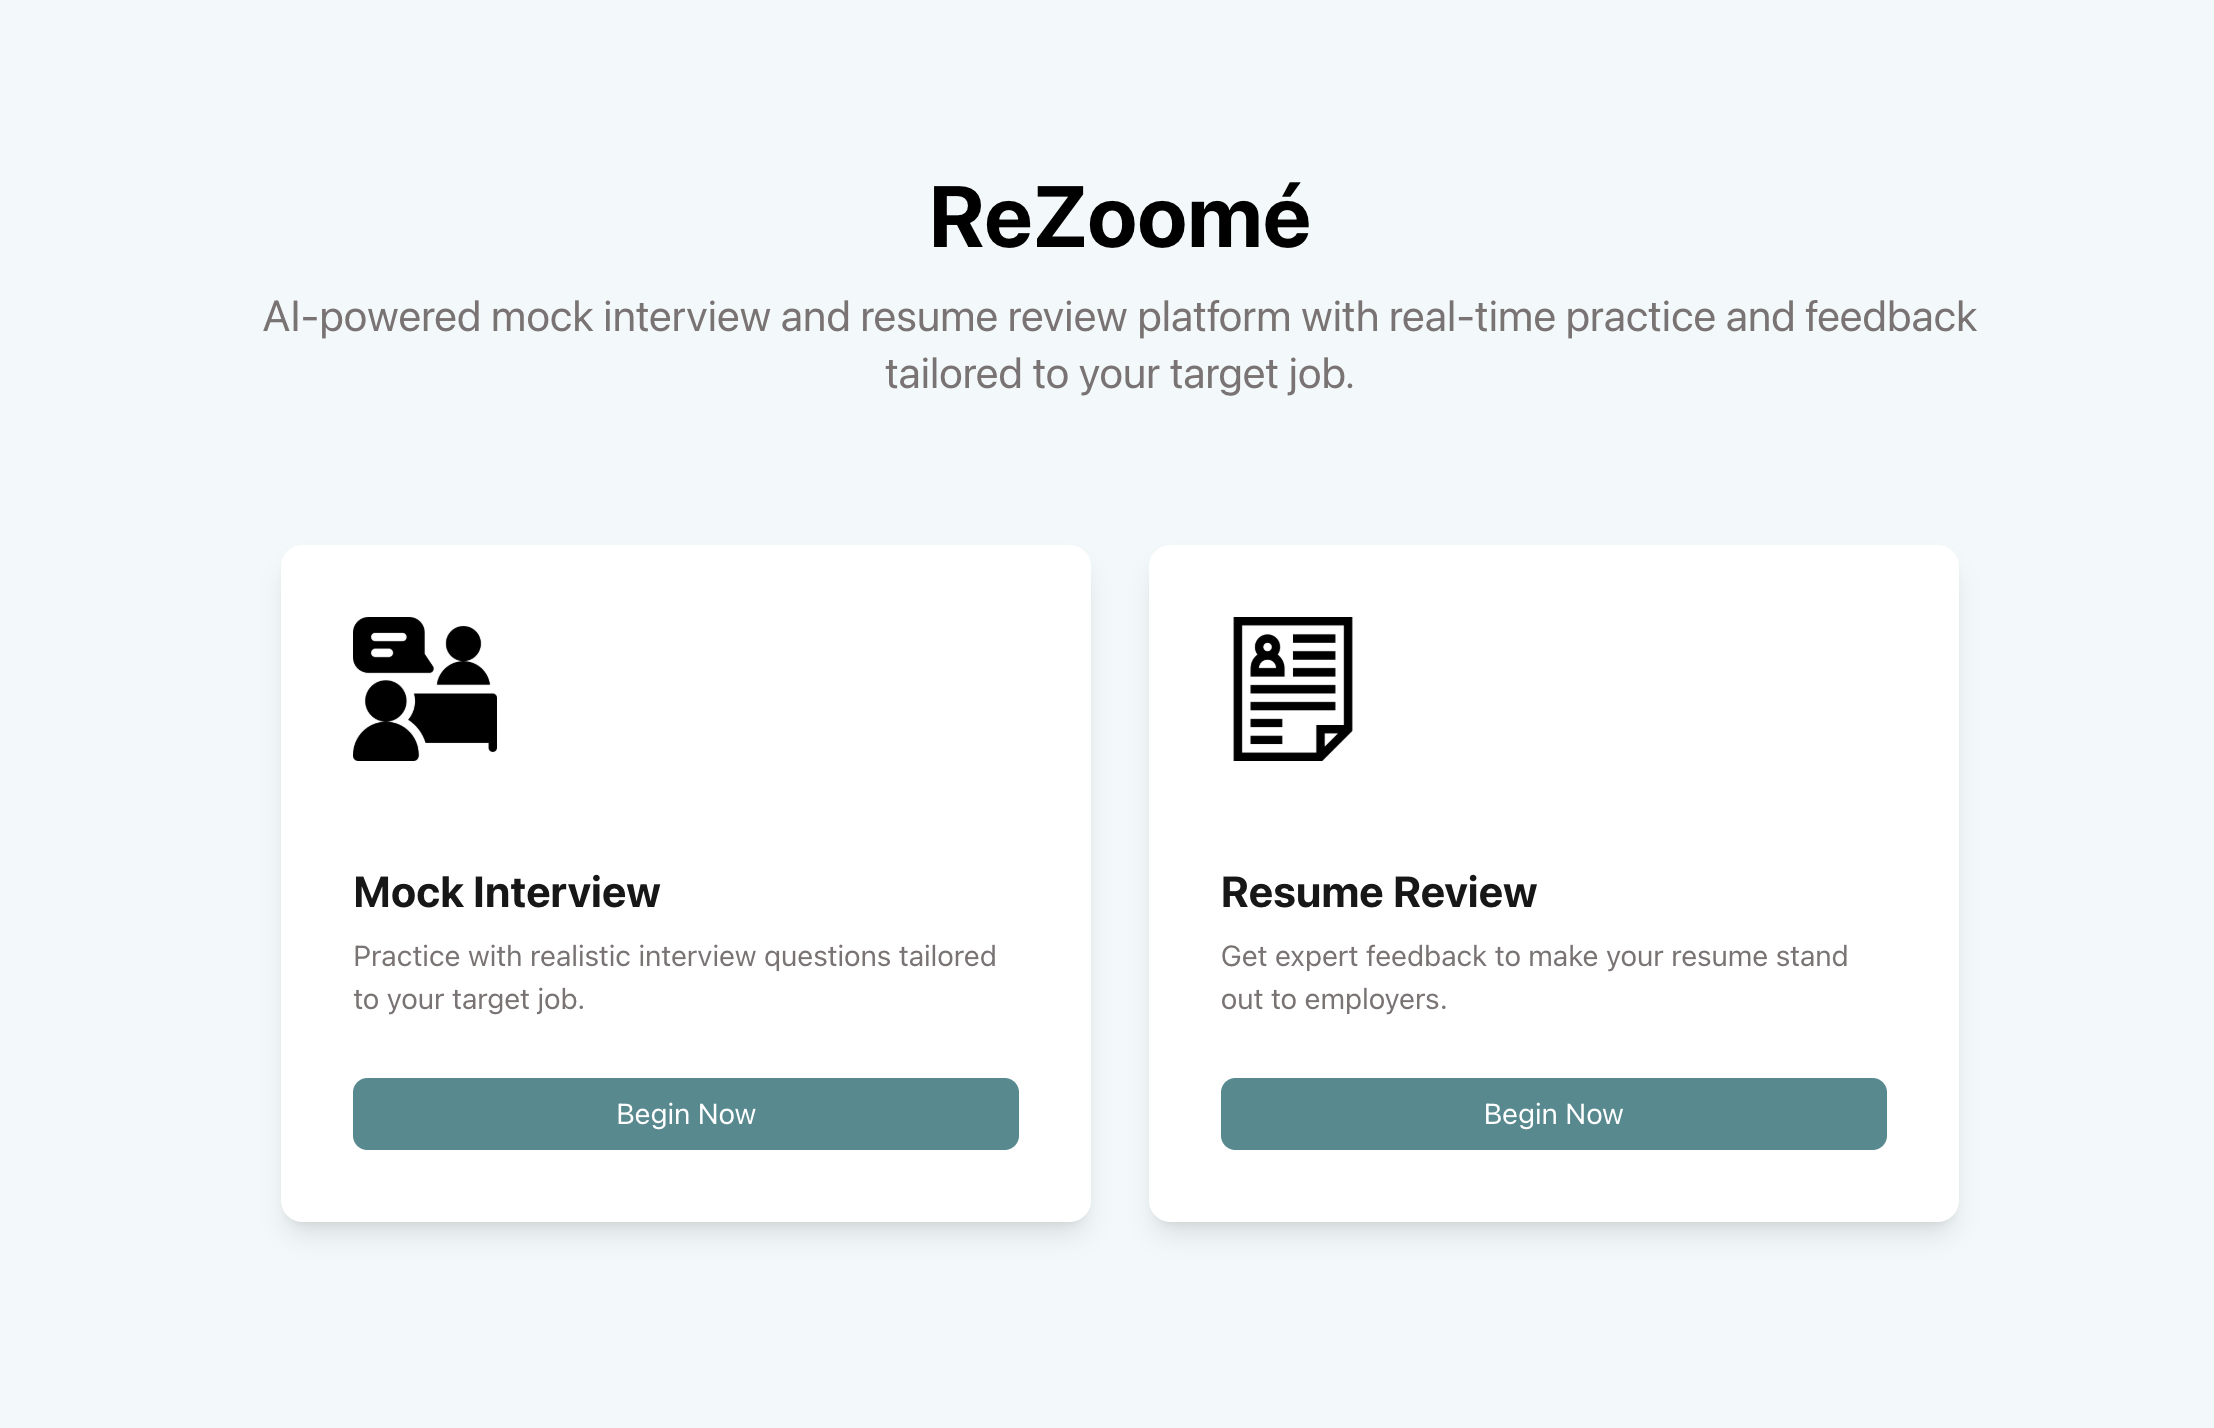 ReZoomé
AI-powered mock interview and resume review platform with real-time practice and feedback
tailored to your target job.
Mock Interview
Practice with realistic interview questions tailored
to your target job.
Begin Now
Resume Review
Get expert feedback to make your resume stand
out to employers.
Begin Now